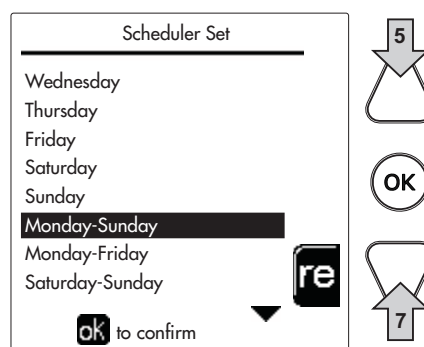 Scheduler Set
Wednesday
Thursday
Friday
Saturday
Sunday
Monday-Sunday
Monday-Friday
Saturday-Sunday
re
ok to confirm
5
OK
7